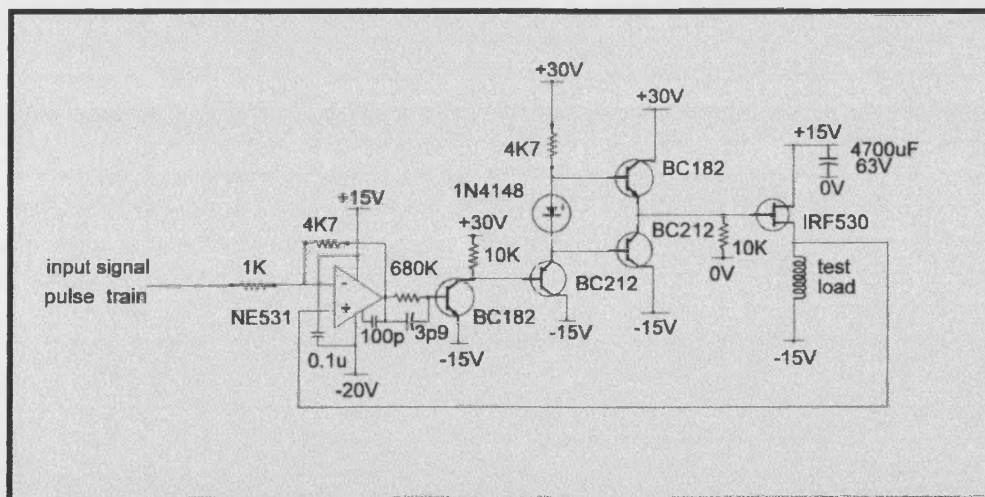 +30V
+30V
+15V
4K7
4700uF
63V
BC182
0V
1N4148
+15V
IRF530
+30V
4K7
BC212
10K
10K
input signal
1K
680K
0V
test
pulse train
-
BC212
load
NE531
+
BC182
-15V
100p
3p9
-15V
-15V
0.1u
-15V
-20V